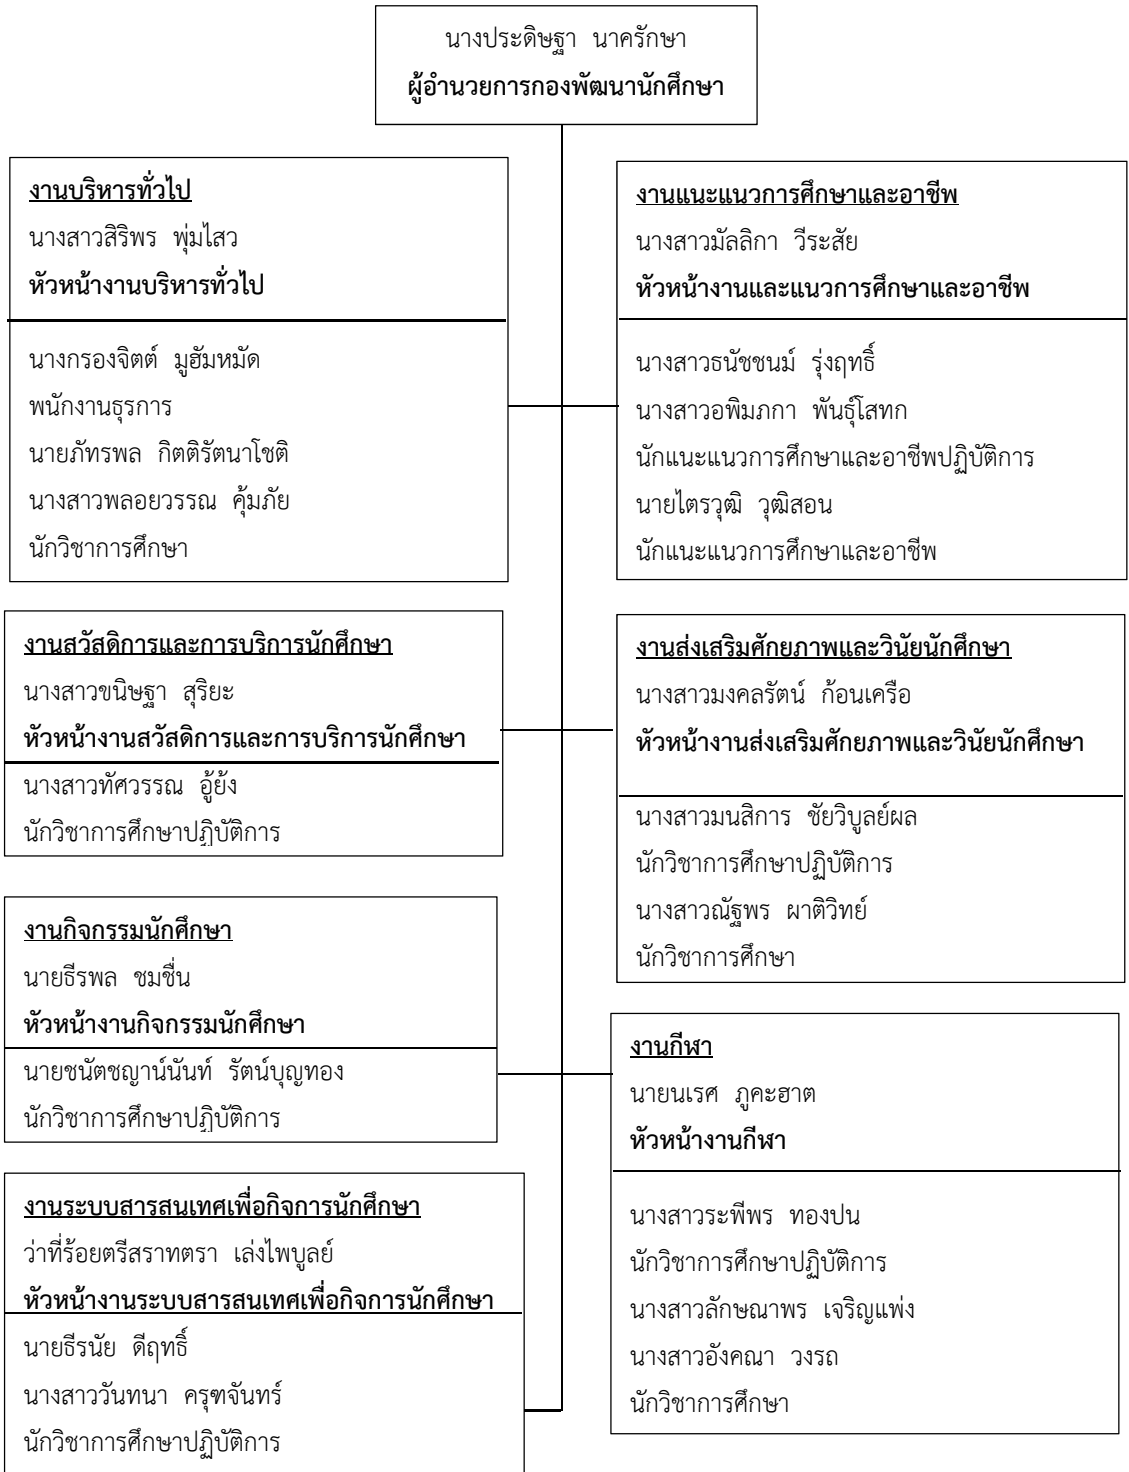 นางประดิษฐา นาครักษา
ผู้อำนวยการกองพัฒนานักศึกษา
งานบริหารทั่วไป
นางสาวสิริพร พุ่มไสว
หัวหน้างานบริหารทั่วไป
นางกรองจิตต์ มูฮัมหมัด
พนักงานธุรการ
นายภัทรพล กิตติรัตนาโชติ
นางสาวพลอยวรรณ คุ้มภัย
นักวิชาการศึกษา
งานแนะแนวการศึกษาและอาชีพ
นางสาวมัลลิกา วีระสัย
หัวหน้างานและแนวการศึกษาและอาชีพ
นางสาวธนัชชนม์ รุ่งฤทธิ์
นางสาวอพิมภกา พันธุ์โสทก
นักแนะแนวการศึกษาและอาชีพปฏิบัติการ
นายไตรวุฒิ วุฒิสอน
นักแนะแนวการศึกษาและอาชีพ
งานสวัสดิการและการบริการนักศึกษา
นางสาวขนิษฐา สุริยะ
หัวหน้างานสวัสดิการและการบริการนักศึกษา
นางสาวทัศวรรณ อู้ย้ง
นักวิชาการศึกษาปฏิบัติการ
งานส่งเสริมศักยภาพและวินัยนักศึกษา
นางสาวมงคลรัตน์ ก้อนเครือ
หัวหน้างานส่งเสริมศักยภาพและวินัยนักศึกษา
นางสาวมนสิการ ชัยวิบูลย์ผล
นักวิชาการศึกษาปฏิบัติการ
นางสาวณัฐพร ผาติวิทย์
นักวิชาการศึกษา
งานกิจกรรมนักศึกษา
นายธีรพล ชมชื่น
หัวหน้างานกิจกรรมนักศึกษา
นายชนัตชญาน์นันท์ รัตน์บุญทอง
นักวิชาการศึกษาปฏิบัติการ
งานกีฬา
นายนเรศ ภูคะฮาต
หัวหน้างานกีฬา
นางสาวระพีพร ทองปน
นักวิชาการศึกษาปฏิบัติการ
นางสาวลักษณาพร เจริญแพ่ง
นางสาวอังคณา วงรถ
นักวิชาการศึกษา
งานระบบสารสนเทศเพื่อกิจการนักศึกษา
ว่าที่ร้อยตรีสราทตรา เล่งไพบูลย์
หัวหน้างานระบบสารสนเทศเพื่อกิจการนักศึกษา
นายธีรนัย ดีฤทธิ์
นางสาววันทนา ครุฑจันทร์
นักวิชาการศึกษาปฏิบัติการ